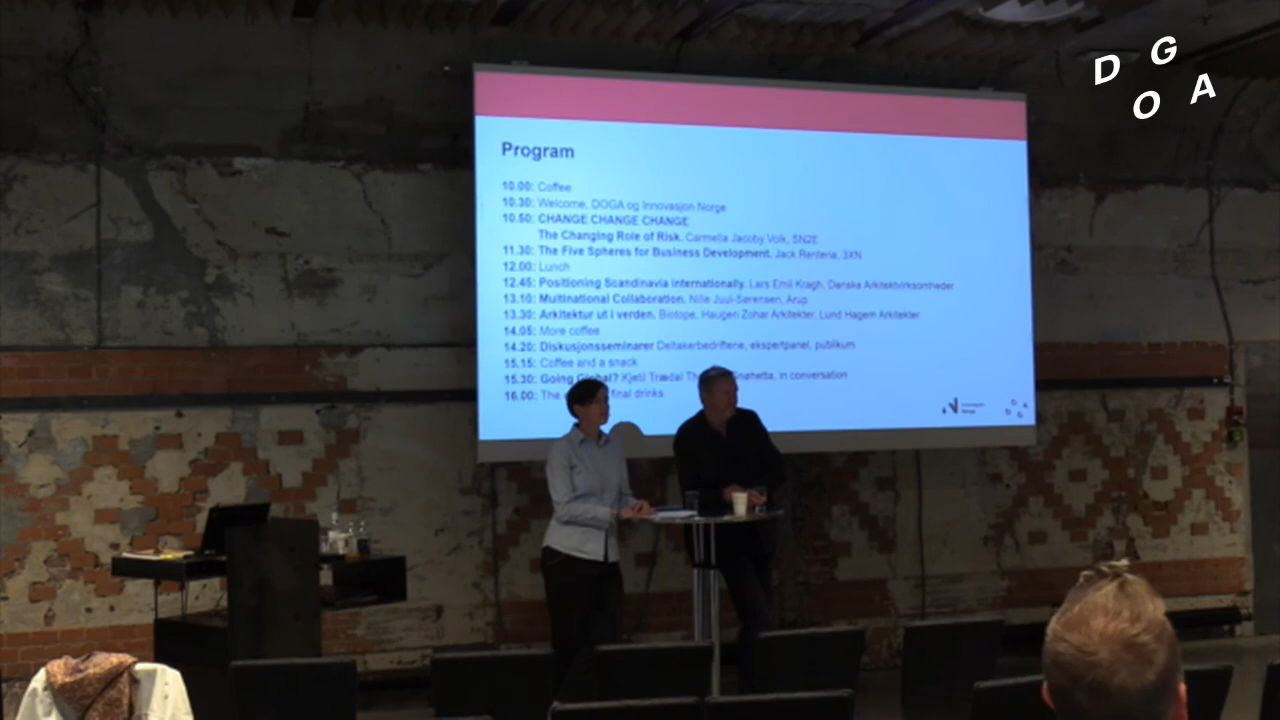 D G
O A
Program
10.00: Coffee
10.30: Welcome, DOGA og Innovasjon Norge
10.50: CHANGE CHANGE CHANGE
The Changing Role of Risk. Carmella Jacoby Volk, 5N2E
11.30: The Five Spheres for Business Development. Jack Renteria, 3XN
12.00: Lunch
12.45: Positioning Scandinavia Internationally. Lars Emil Kragh, Danske Arkitektvirksomheder
13.10: Multinational Collaboration. Nille Juul-Sørensen, Arup
13.30: Arkitektur ut i verden. Biotope, Haugen Zohar Arkitekter, Lund Hagem Arkitekter
14.05: More coffee
14.20: Diskusjonsseminarer Deltakerbedriftene, ekspertpanel, publikum
15.15: Coffee and a snack
15.30: Going Global? Kjetil Trædal Snøhetta, in conversation
16.00: The final drinks
Norge